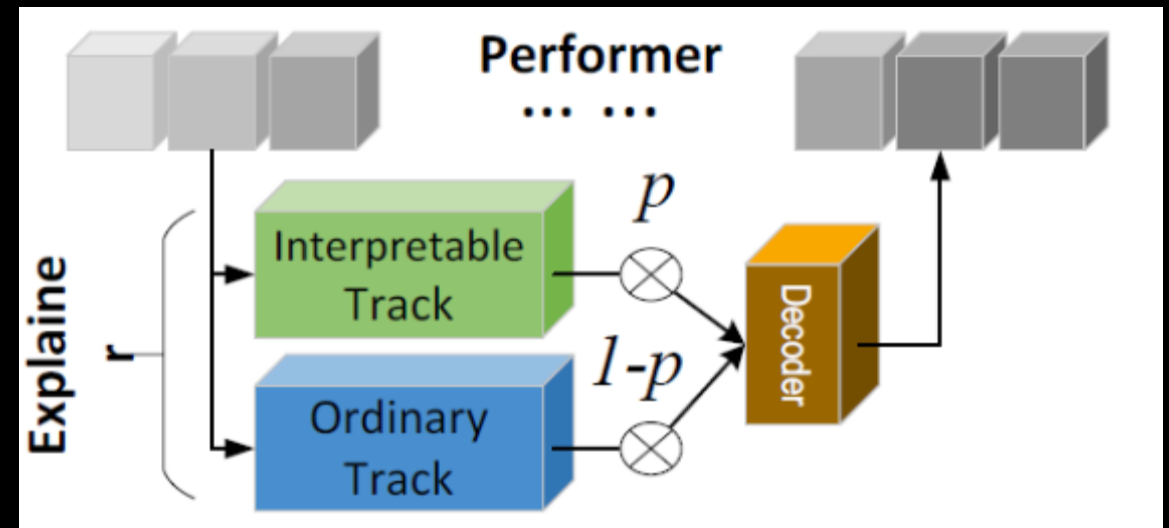 Performer
... ...
p
Interpretable
Track
1-p
Ordinary
Track
Decoder
Explaine
r